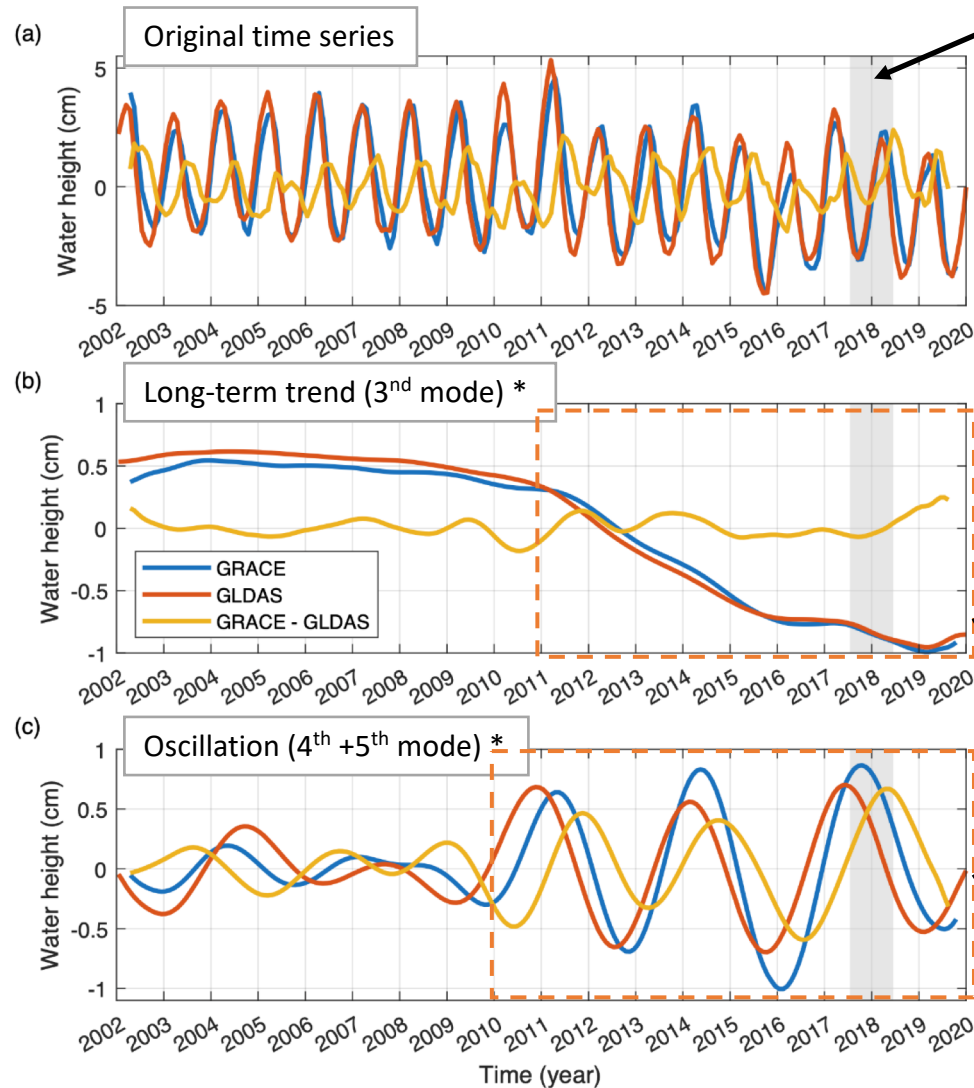 (a)
Original time series
Water height (cm)
5
0
-5
2002 2003 2004 2005 2006 2007 2008 2009 2010 2011 2012 2013 2014 2015 2016 2017 2018 2019 2020
(b)
Long-term trend (3nd mode) *
Water height (cm)
1
0.5
0
-0.5
-1
GRACE
GLDAS
GRACE - GLDAS
2002 2003 2004 2005 2006 2007 2008 2009 2010 2011 2012 2013 2014 2015 2016 2017 2018 2019 2020
(c)
Oscillation (4th +5th mode) *
Water height (cm)
1
0.5
0
-0.5
-1
2002 2003 2004 2005 2006 2007 2008 2009 2010 2011 2012 2013 2014 2015 2016 2017 2018 2019 2020
Time (year)